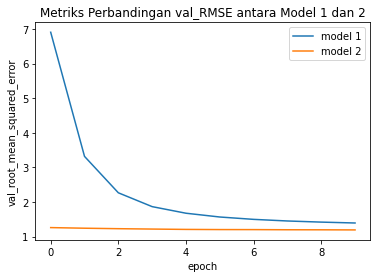 Metriks Perbandingan val_RMSE antara Model 1 dan 2
model 1
model 2
val_root_mean_squared_error
7
6
5
4
3
2
1
0
2
4
6
8
epoch